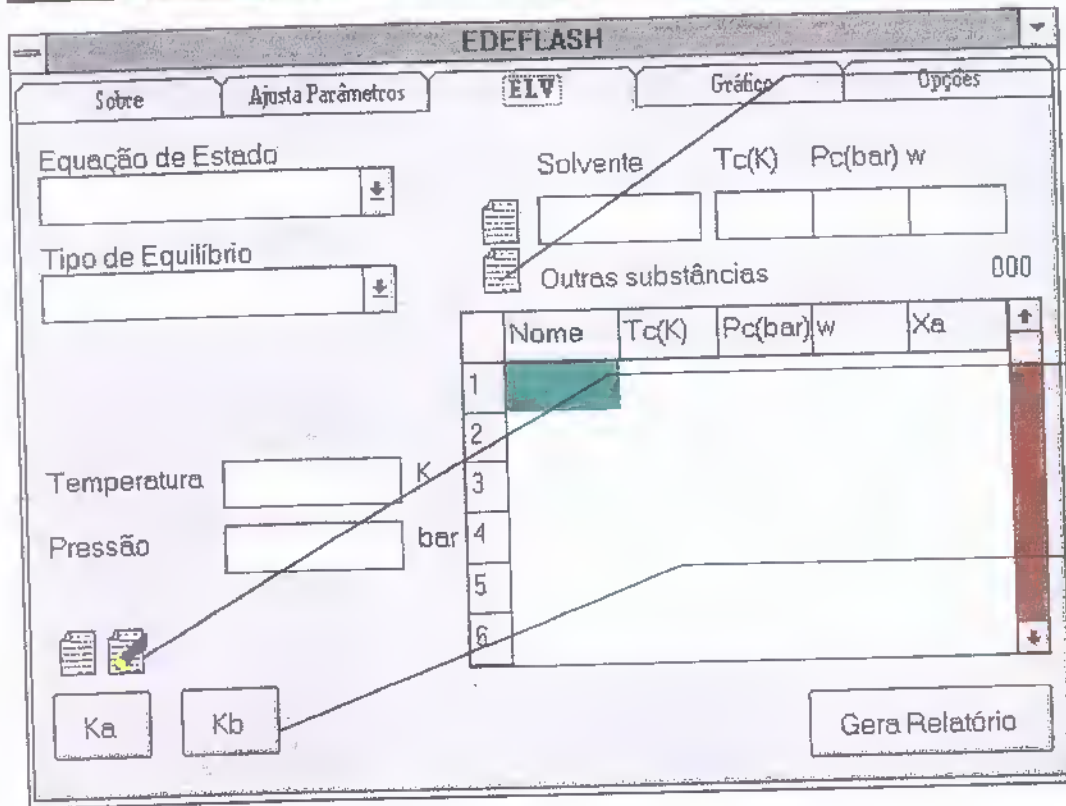 EDEFLASH
Sobre
Ajusta Parâmetros
ELV
Gráfico
Opções
Equação de Estado
Tipo de Equilíbrio
Solvente
Tc(K)
Pc(bar)
w
Outras substâncias
000
Nome
Tc(K)
Pc(bar)
w
Xa
1
2
3
4
5
6
Temperatura
K
Pressão
bar
Ka
Kb
Gera Relatório